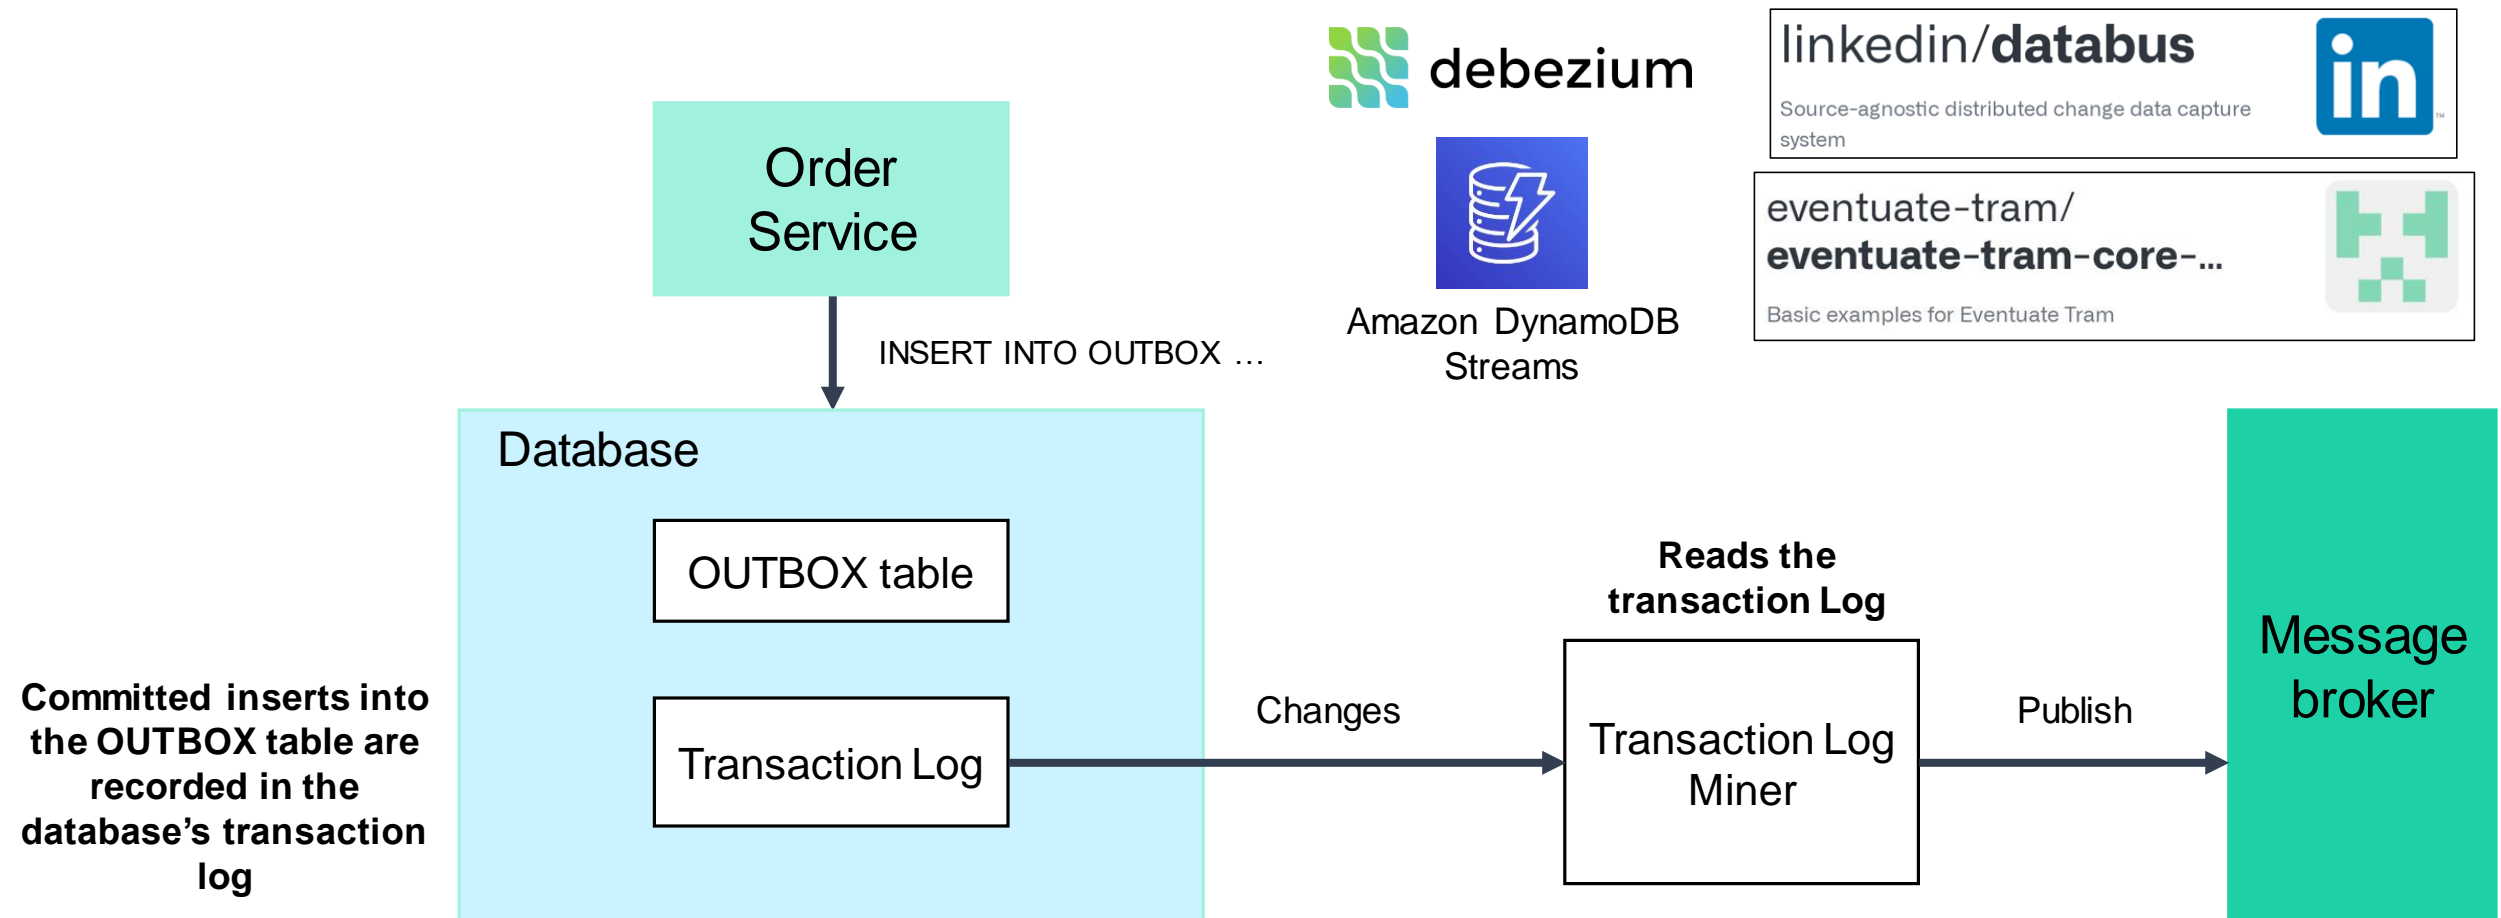 debezium
linkedin/databus
Source-agnostic distributed change data capture
system
in
™
Order
Service
Amazon DynamoDB
Streams
eventuate-tram/
eventuate-tram-core-...
Basic examples for Eventuate Tram
INSERT INTO OUTBOX …
Database
OUTBOX table
Transaction Log
Committed inserts into
the OUTBOX table are
recorded in the
database’s transaction
log
Changes
Reads the
transaction Log
Transaction Log
Miner
Publish
Message
broker